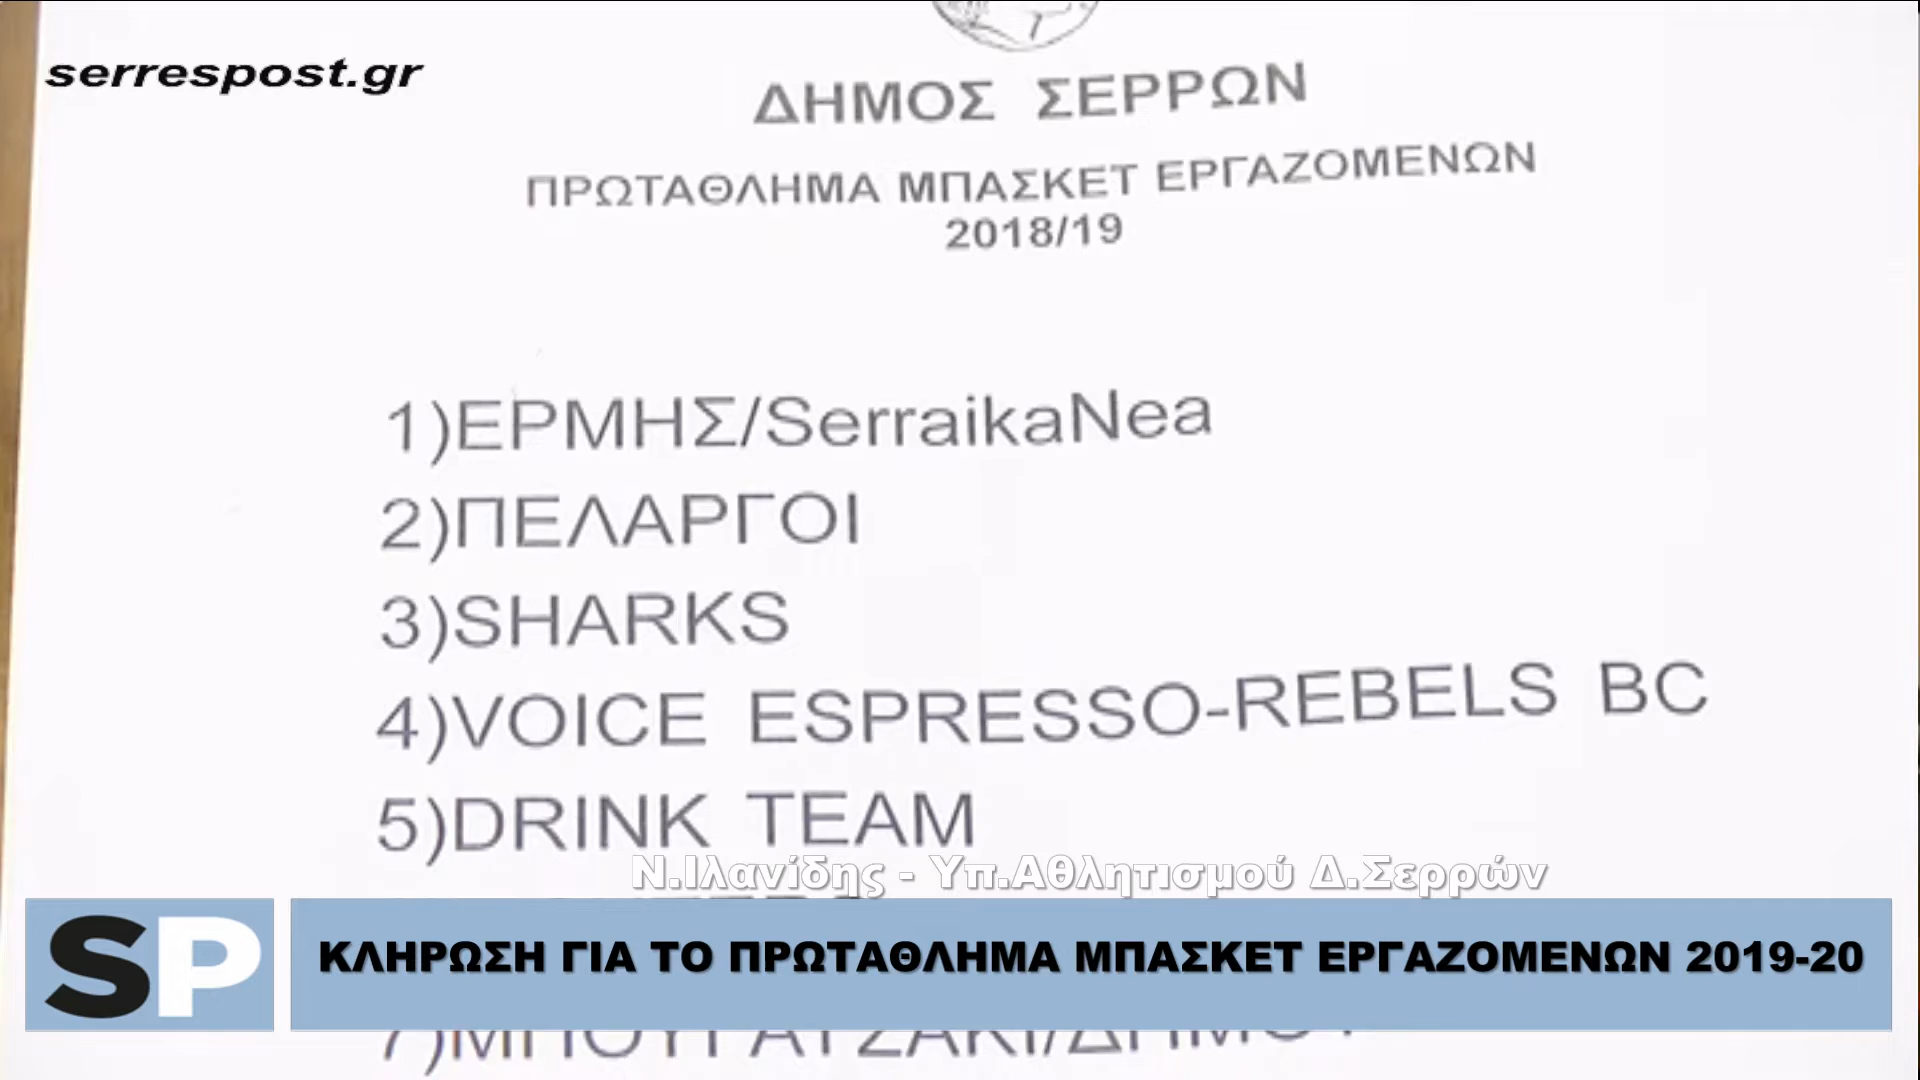 serrespost.gr
ΔΗΜΟΣ ΣΕΡΡΩΝ
ΠΡΩΤΑΘΛΗΜΑ ΜΠΑΣΚΕΤ ΕΡΓΑΖΟΜΕΝΩΝ
2018/19
1)ΕΡΜΗΣ/SerraikaNea
2)ΠΕΛΑΡΓΟΙ
3)SHARKS
4)VOICE ESPRESSO-REBELS BC
5)DRINK TEAM
Ν.Ιλανίδης - Υπ.Αθλητισμού Δ.Σερρών
SP ΚΛΗΡΩΣΗ ΓΙΑ ΤΟ ΠΡΩΤΑΘΛΗΜΑ ΜΠΑΣΚΕΤ ΕΡΓΑΖΟΜΕΝΩΝ 2019-20
7)